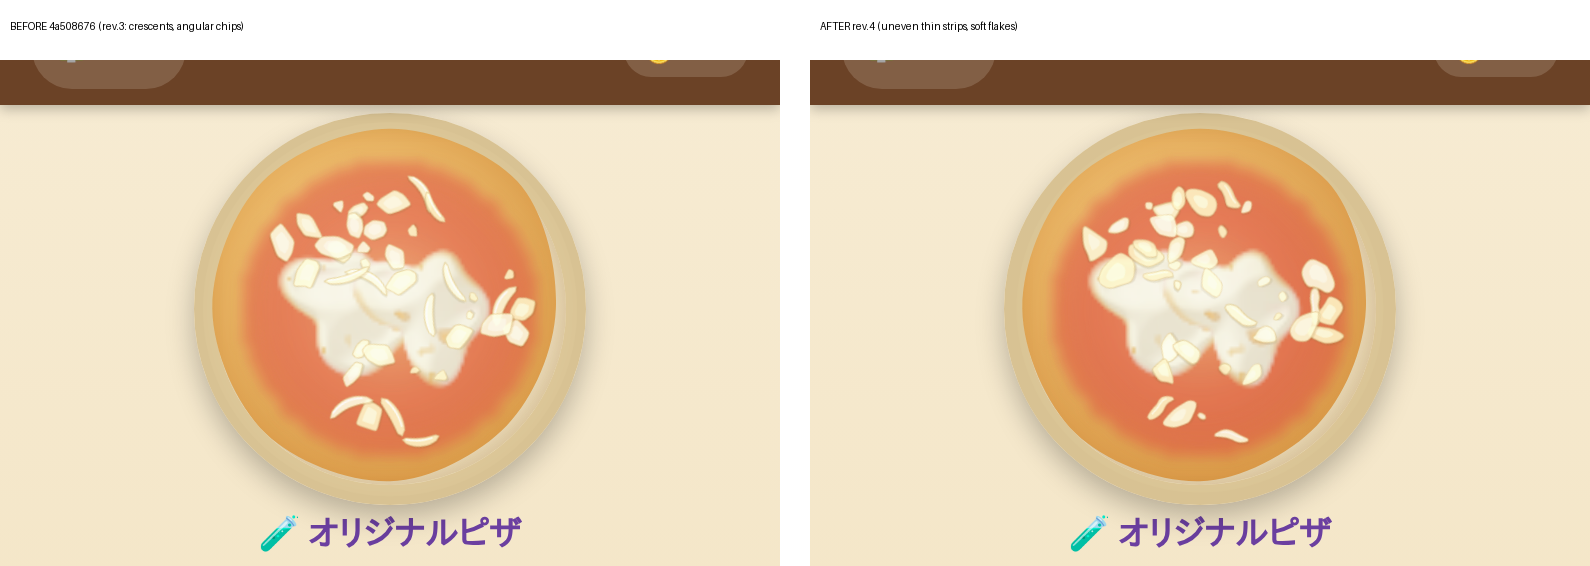 BEFORE 4a508676 (rev.3: crescents, angular chips)
AFTER rev.4 (uneven thin strips, soft flakes)
オリジナルピザ
オリジナルピザ